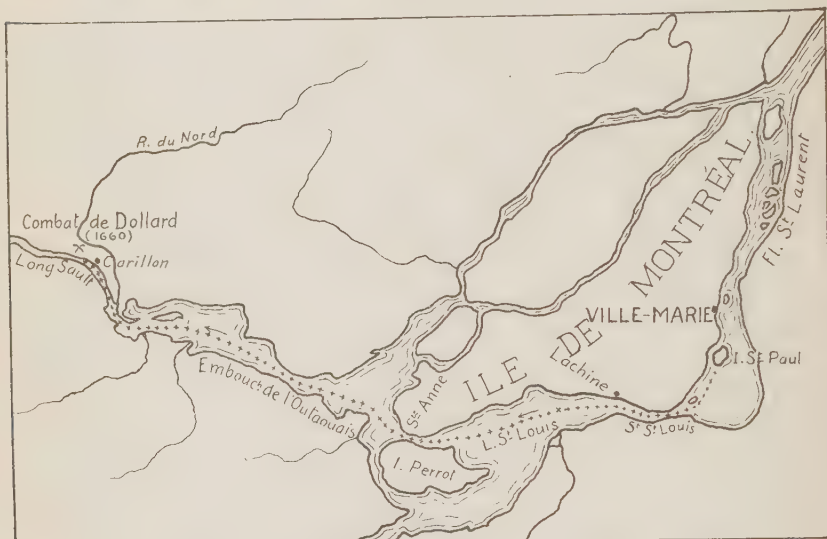 R. du Nord
Combat de Dollard
(1660)
Carillon
Long Sault
Embouch. de l'Outaouais
Ste Anne
ILE DE MONTRÉAL
Fl. St Laurent
VILLE-MARIE
I. St Paul
Lachine
L. St Louis
St St Louis
I. Perrot